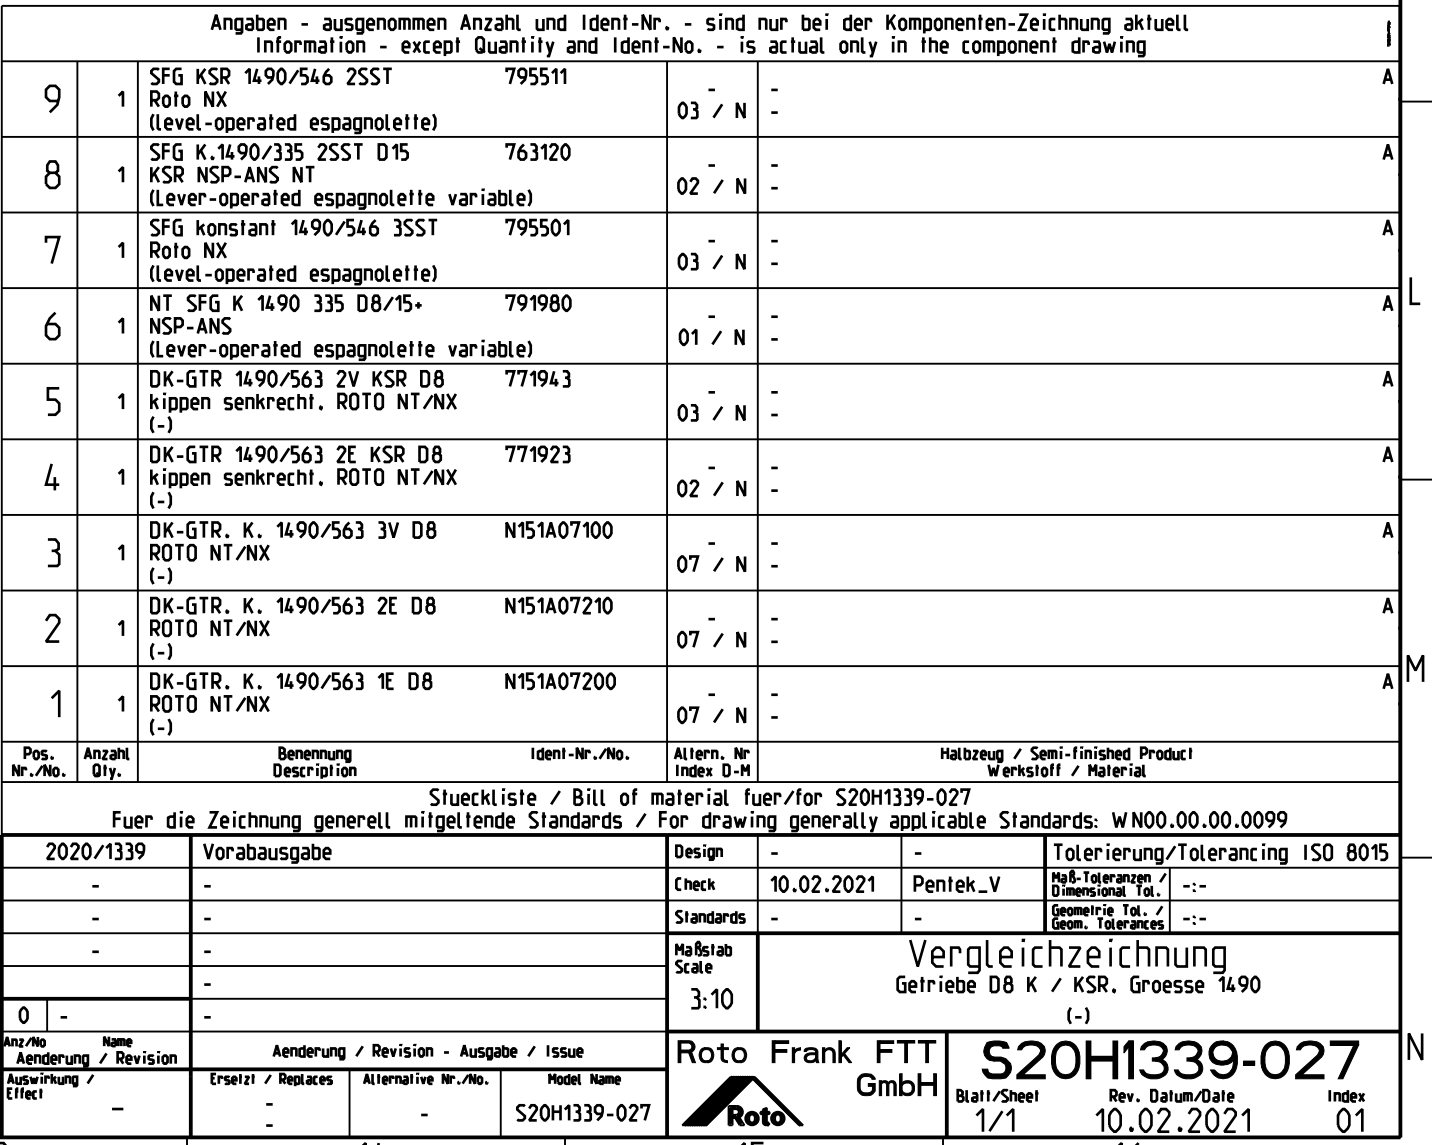 Angaben - ausgenommen Anzahl und Ident-Nr. - sind nur bei der Komponenten-Zeichnung aktuell
Information - except Quantity and Ident-No. - is actual only in the component drawing
9 1 SFG KSR 1490/546 2SST 795511 - - A
Roto NX 03 / N -
(level-operated espagnolette)
8 1 SFG K.1490/335 2SST D15 763120 - - A
KSR NSP-ANS NT 02 / N -
(Lever-operated espagnolette variable)
7 1 SFG konstant 1490/546 3SST 795501 - - A
Roto NX 03 / N -
(level-operated espagnolette)
6 1 NT SFG K 1490 335 D8/15+ 791980 - - A
NSP-ANS 01 / N -
(Lever-operated espagnolette variable)
5 1 DK-GTR 1490/563 2V KSR D8 771943 - - A
kippen senkrecht. ROTO NT/NX 03 / N -
(-)
4 1 DK-GTR 1490/563 2E KSR D8 771923 - - A
kippen senkrecht. ROTO NT/NX 02 / N -
(-)
3 1 DK-GTR. K. 1490/563 3V D8 N151A07100 - - A
ROTO NT/NX 07 / N -
(-)
2 1 DK-GTR. K. 1490/563 2E D8 N151A07210 - - A
ROTO NT/NX 07 / N -
(-)
1 1 DK-GTR. K. 1490/563 1E D8 N151A07200 - - A
ROTO NT/NX 07 / N -
(-)
Pos. Anzahl Benennung Ident-Nr./No. Altern. Nr Halbzeug / Semi-finished Product
Nr./No. Qty. Description Index D-M Werkstoff / Material
Stueckliste / Bill of material fuer/for S20H1339-027
Fuer die Zeichnung generell mitgeltende Standards / For drawing generally applicable Standards: WN00.00.00.0099
2020/1339 Vorabausgabe
- -
- -
- -
-
0 - -
Anz/No Name
Aenderung / Revision
Aenderung / Revision - Ausgabe / Issue
Auswirkung /
Effect
-
Ersetzt / Replaces
-
-
Alternative Nr./No.
-
Model Name
S20H1339-027
Design - -
Check 10.02.2021 Pentek_V
Standards - -
Tolerierung/Tolerancing ISO 8015
Maß-Toleranzen /
Dimensional Tol. -:-
Geometrie Tol. /
Geom. Tolerances -:-
Maßstab
Scale
3:10
Vergleichzeichnung
Getriebe D8 K / KSR. Groesse 1490
(-)
Roto Frank FTT
GmbH
Roto
S20H1339-027
Blatt/Sheet Rev. Datum/Date Index
1/1 10.02.2021 01
L
M
N